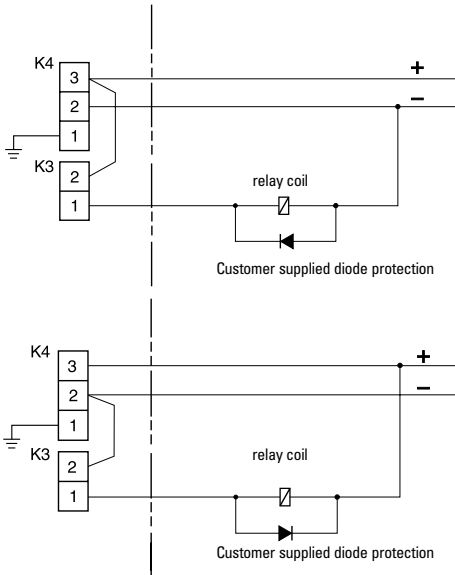 K4
3
+
2
−
1
K3
2
relay coil
1
Customer supplied diode protection
K4
3
+
2
−
1
K3
2
relay coil
1
Customer supplied diode protection